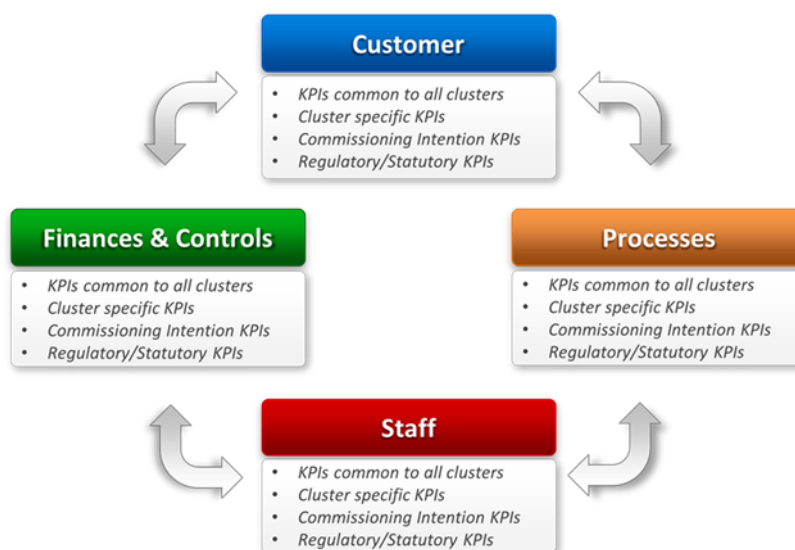 Customer
• KPIs common to all clusters
• Cluster specific KPIs
• Commissioning Intention KPIs
• Regulatory/Statutory KPIs
Finances & Controls
• KPIs common to all clusters
• Cluster specific KPIs
• Commissioning Intention KPIs
• Regulatory/Statutory KPIs
Processes
• KPIs common to all clusters
• Cluster specific KPIs
• Commissioning Intention KPIs
• Regulatory/Statutory KPIs
Staff
• KPIs common to all clusters
• Cluster specific KPIs
• Commissioning Intention KPIs
• Regulatory/Statutory KPIs